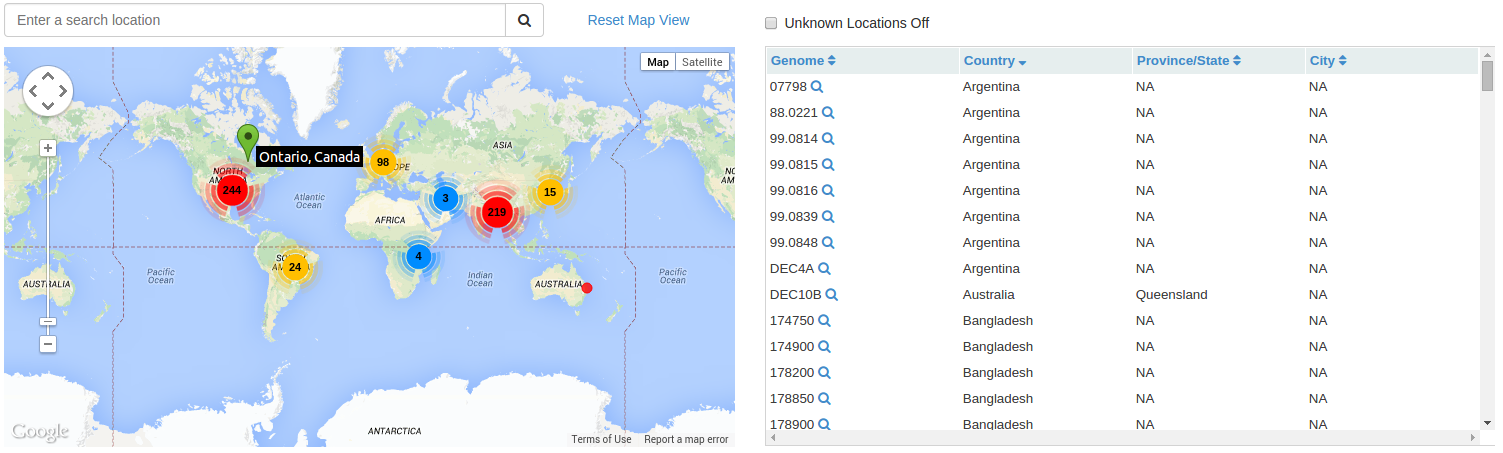 Enter a search location
Reset Map View
Unknown Locations Off
Map Satellite
NORTH AMERICA
244
Ontario, Canada
98
ASIA
Atlantic Ocean
3
AFRICA
219
15
24
4
Pacific Ocean
Indian Ocean
Pacific Ocean
AUSTRALIA
AUSTRALIA
ANTARCTICA
Google
Terms of Use Report a map error
Genome Country Province/State City
07798 Argentina NA NA
88.0221 Argentina NA NA
99.0814 Argentina NA NA
99.0815 Argentina NA NA
99.0816 Argentina NA NA
99.0839 Argentina NA NA
99.0848 Argentina NA NA
DEC4A Argentina NA NA
DEC10B Australia Queensland NA
174750 Bangladesh NA NA
174900 Bangladesh NA NA
178200 Bangladesh NA NA
178850 Bangladesh NA NA
178900 Bangladesh NA NA